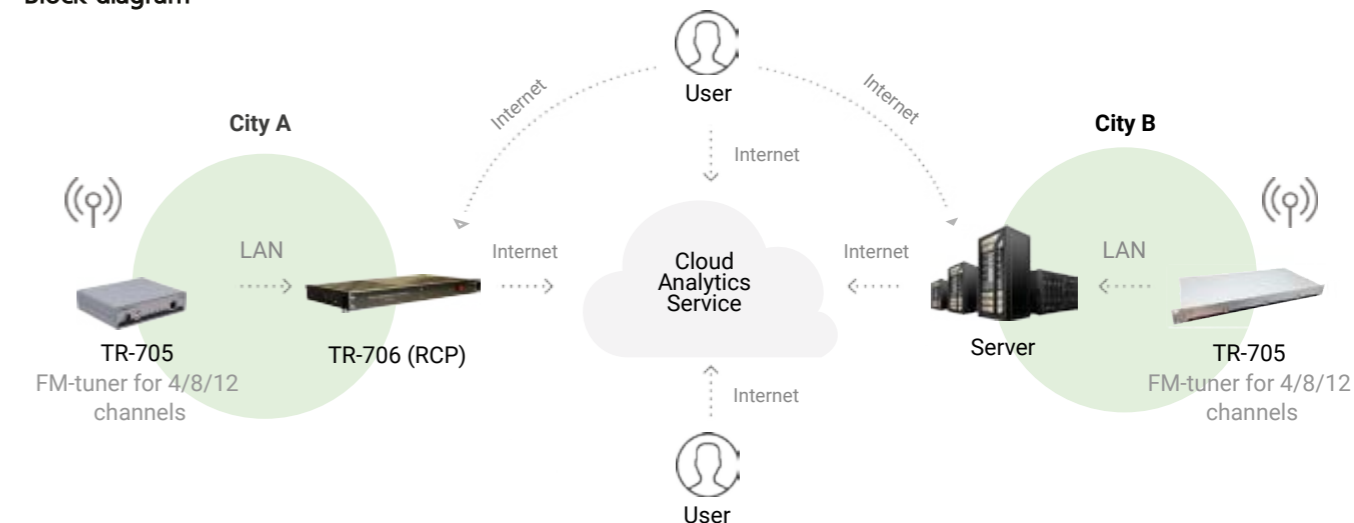 Block diagram
User
Internet
Internet
City A
City B
Internet
LAN
Internet
Cloud
Analytics
Service
Internet
LAN
TR-705
FM-tuner for 4/8/12
channels
TR-706 (RCP)
Server
TR-705
FM-tuner for 4/8/12
channels
Internet
User